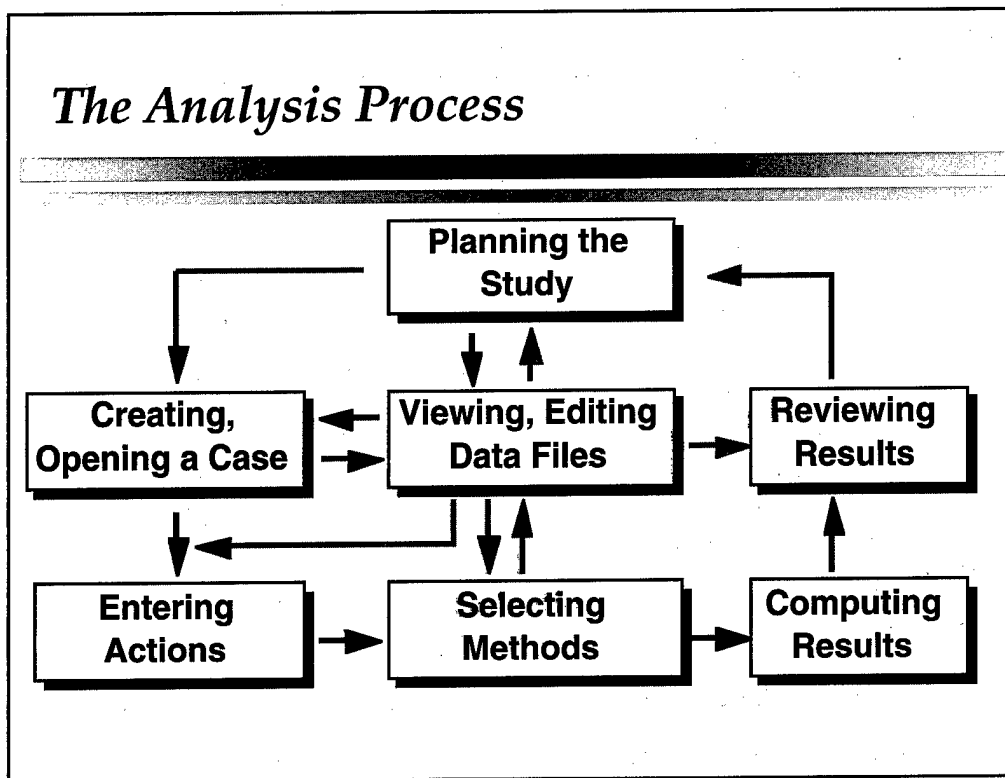 The Analysis Process
Planning the
Study
Creating,
Opening a Case
Viewing, Editing
Data Files
Reviewing
Results
Entering
Actions
Selecting
Methods
Computing
Results